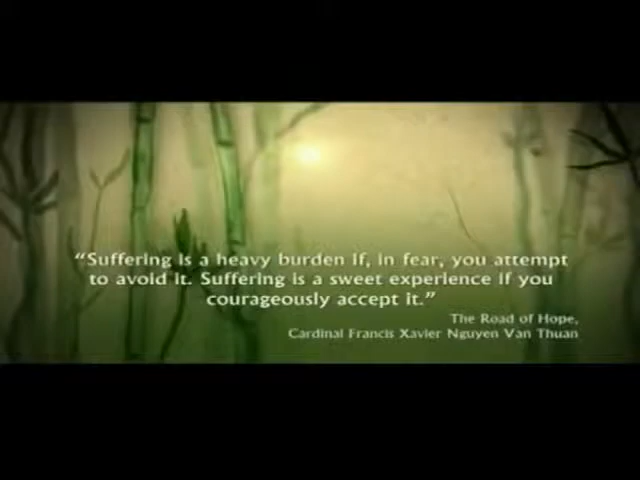 “Suffering is a heavy burden if, in fear, you attempt
to avoid it. Suffering is a sweet experience if you
courageously accept it.”
The Road of Hope,
Cardinal Francis Xavier Nguyen Van Thuan